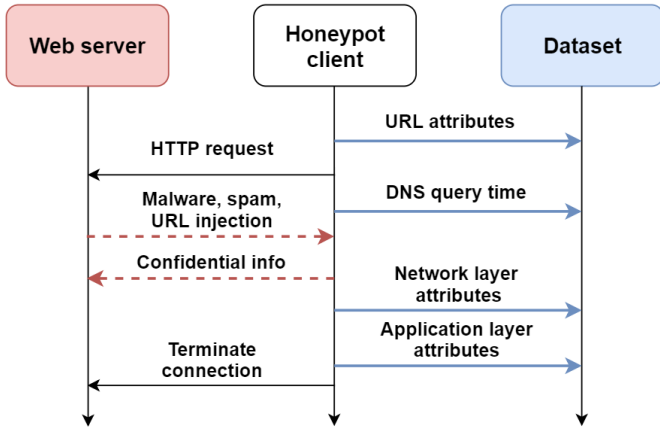 Web server
Honeypot
client
Dataset
URL attributes
HTTP request
DNS query time
Malware, spam,
URL injection
Confidential info
Network layer
attributes
Application layer
attributes
Terminate
connection